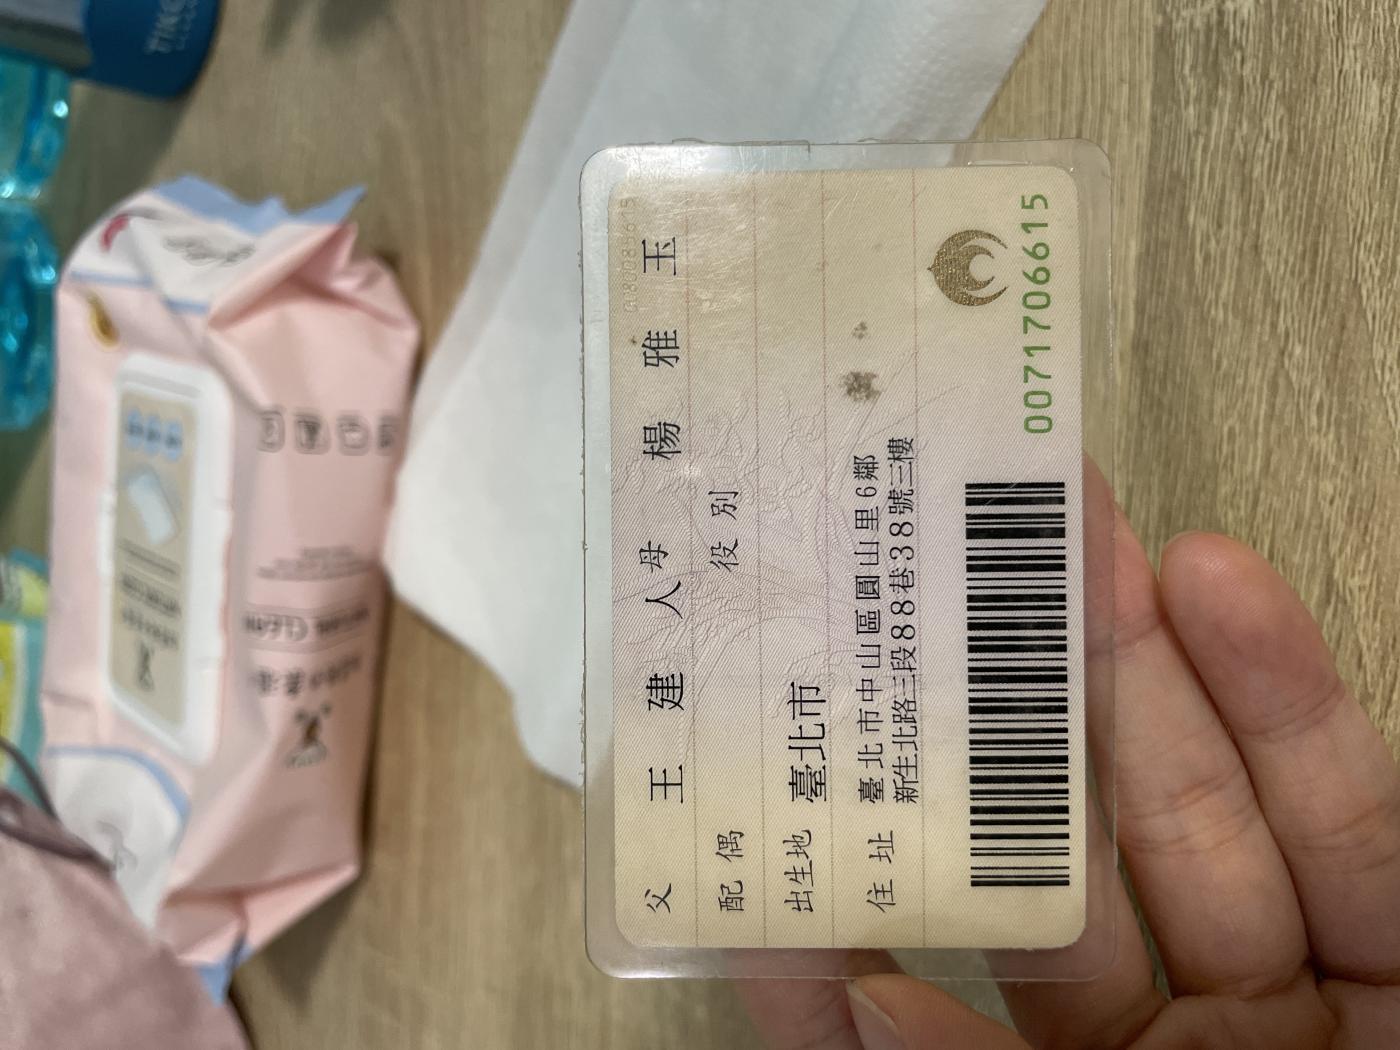 父 王建人 母 楊雅玉
配偶 役別
出生地 臺北市
住址 臺北市中山區圓山里6鄰
新生北路三段88巷38號三樓
0071706615
CLEAN